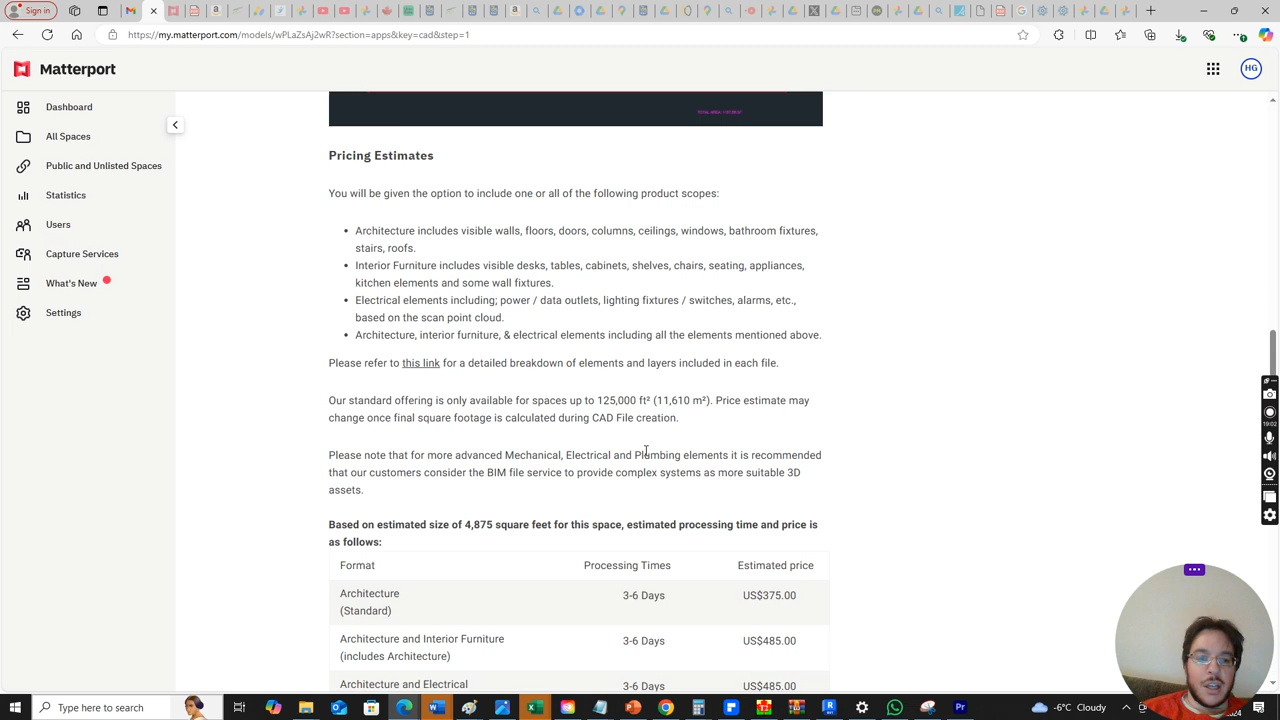 Sign in
https://my.matterport.com/models/wPLaZsAj2wR?section=apps&key=cad&step=1
Matterport
HG
Dashboard
All Spaces
Public and Unlisted Spaces
Statistics
Users
Capture Services
What's New
Settings
Pricing Estimates
You will be given the option to include one or all of the following product scopes:
• Architecture includes visible walls, floors, doors, columns, ceilings, windows, bathroom fixtures,
stairs, roofs.
• Interior Furniture includes visible desks, tables, cabinets, shelves, chairs, seating, appliances,
kitchen elements and some wall fixtures.
• Electrical elements including; power / data outlets, lighting fixtures / switches, alarms, etc.,
based on the scan point cloud.
• Architecture, interior furniture, & electrical elements including all the elements mentioned above.
Please refer to this link for a detailed breakdown of elements and layers included in each file.
Our standard offering is only available for spaces up to 125,000 ft² (11,610 m²). Price estimate may
change once final square footage is calculated during CAD File creation.
Please note that for more advanced Mechanical, Electrical and Plumbing elements it is recommended
that our customers consider the BIM file service to provide complex systems as more suitable 3D
assets.
Based on estimated size of 4,875 square feet for this space, estimated processing time and price is
as follows:
Format Processing Times Estimated price
Architecture
(Standard) 3-6 Days US$375.00
Architecture and Interior Furniture
(includes Architecture) 3-6 Days US$485.00
Architecture and Electrical 3-6 Days US$485.00
19:02
Type here to search
-6°C Cloudy